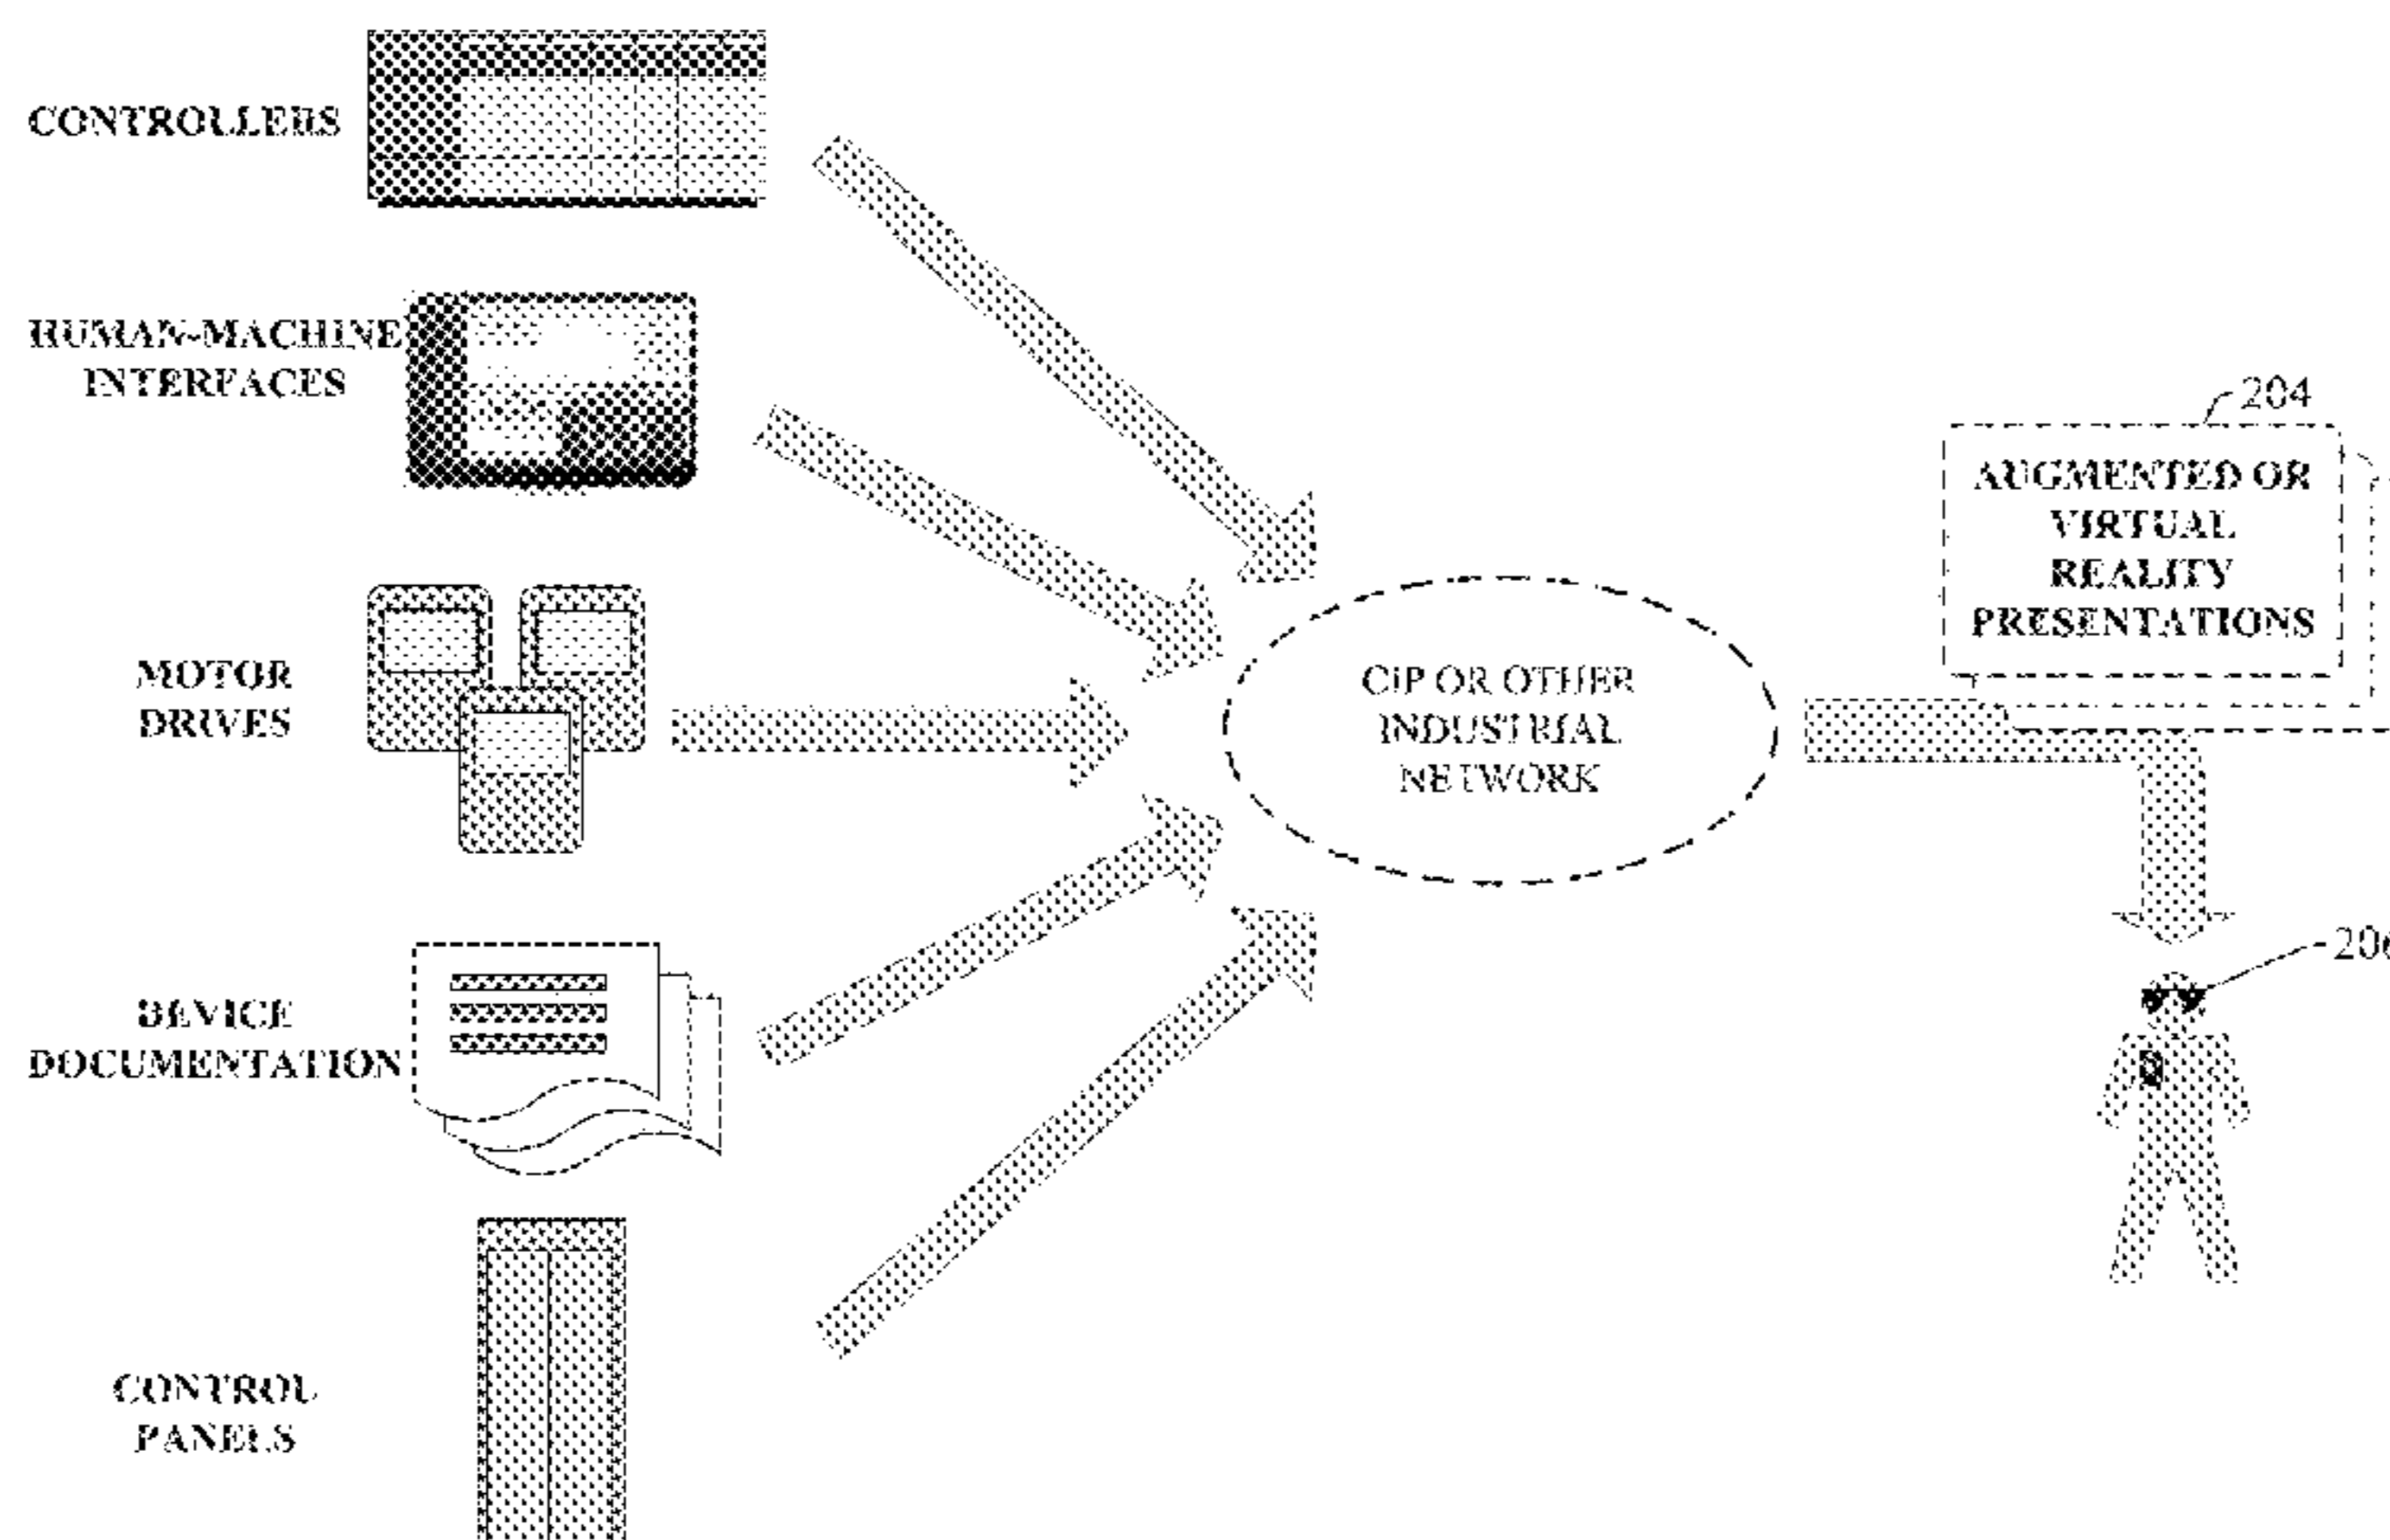 CONTROLLERS
HUMAN-MACHINE
INTERFACES
204
AUGMENTED OR
VIRTUAL
REALITY
PRESENTATIONS
MOTOR
DRIVES
CIP OR OTHER
INDUSTRIAL
NETWORK
DEVICE
DOCUMENTATION
CONTROL
PANELS